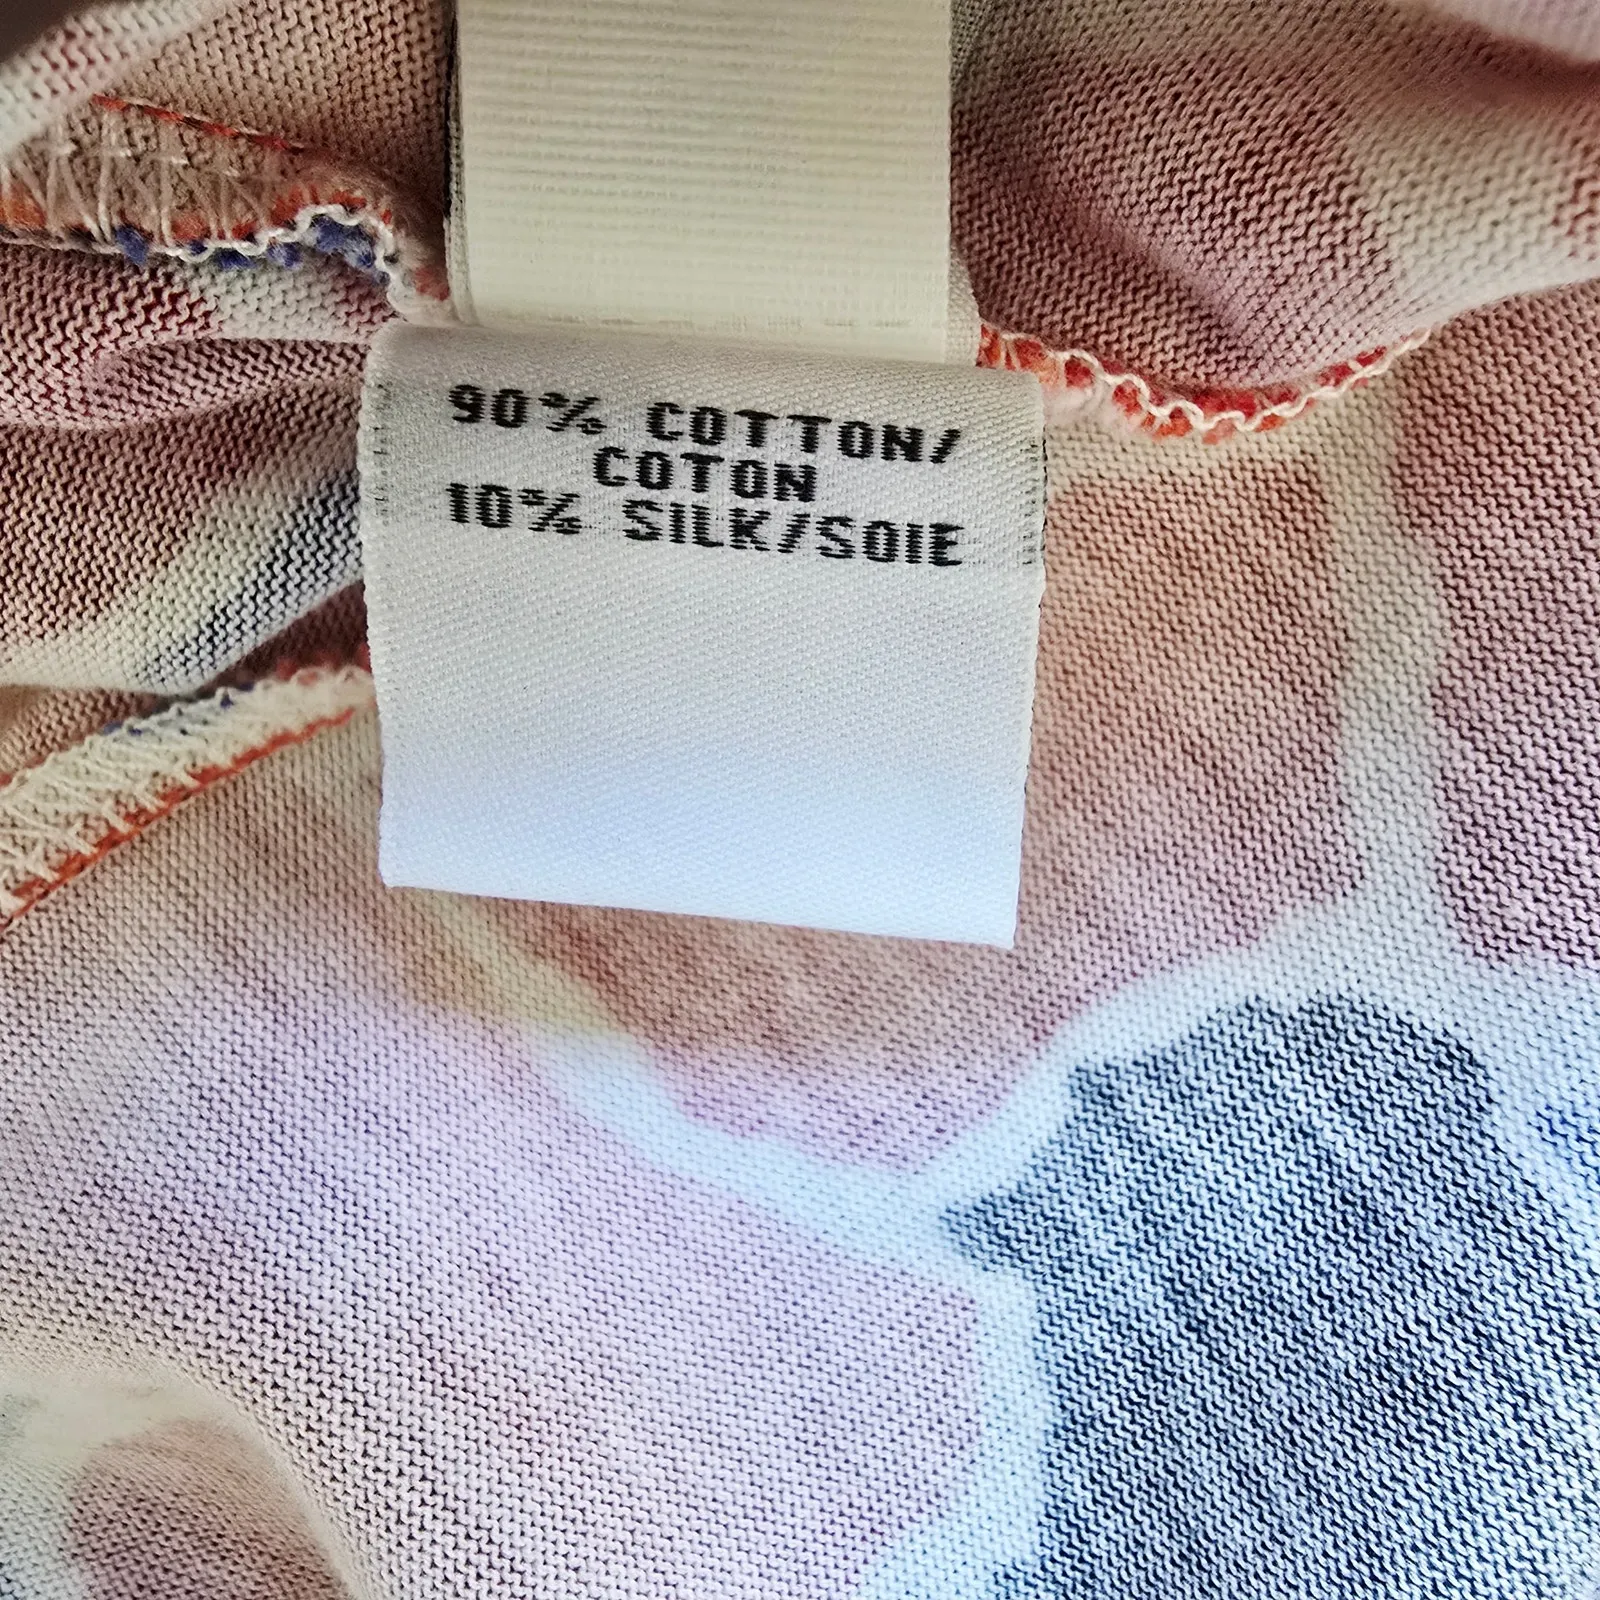 90% COTTON/
COTON
10% SILK/SOIE